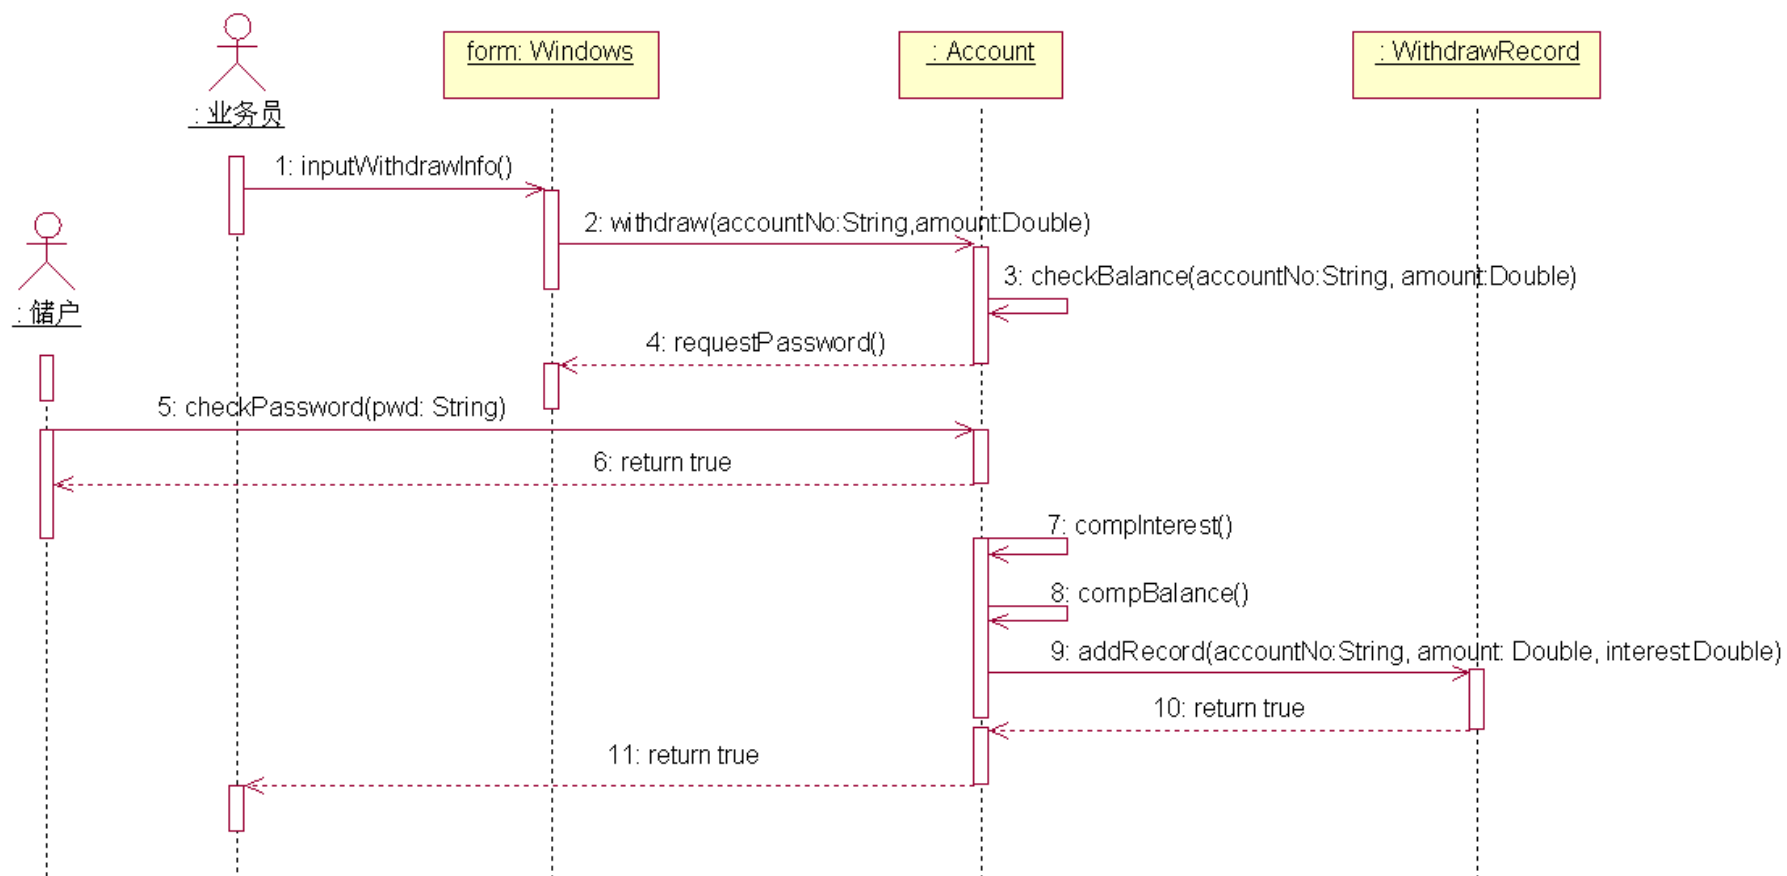 form: Windows
: Account
: WithdrawRecord
: 业务员
1: inputWithdrawInfo()
2: withdraw(accountNo:String,amount:Double)
3: checkBalance(accountNo:String, amount:Double)
: 储户
4: requestPassword()
5: checkPassword(pwd: String)
6: return true
7: compInterest()
8: compBalance()
9: addRecord(accountNo:String, amount: Double, interest:Double)
10: return true
11: return true